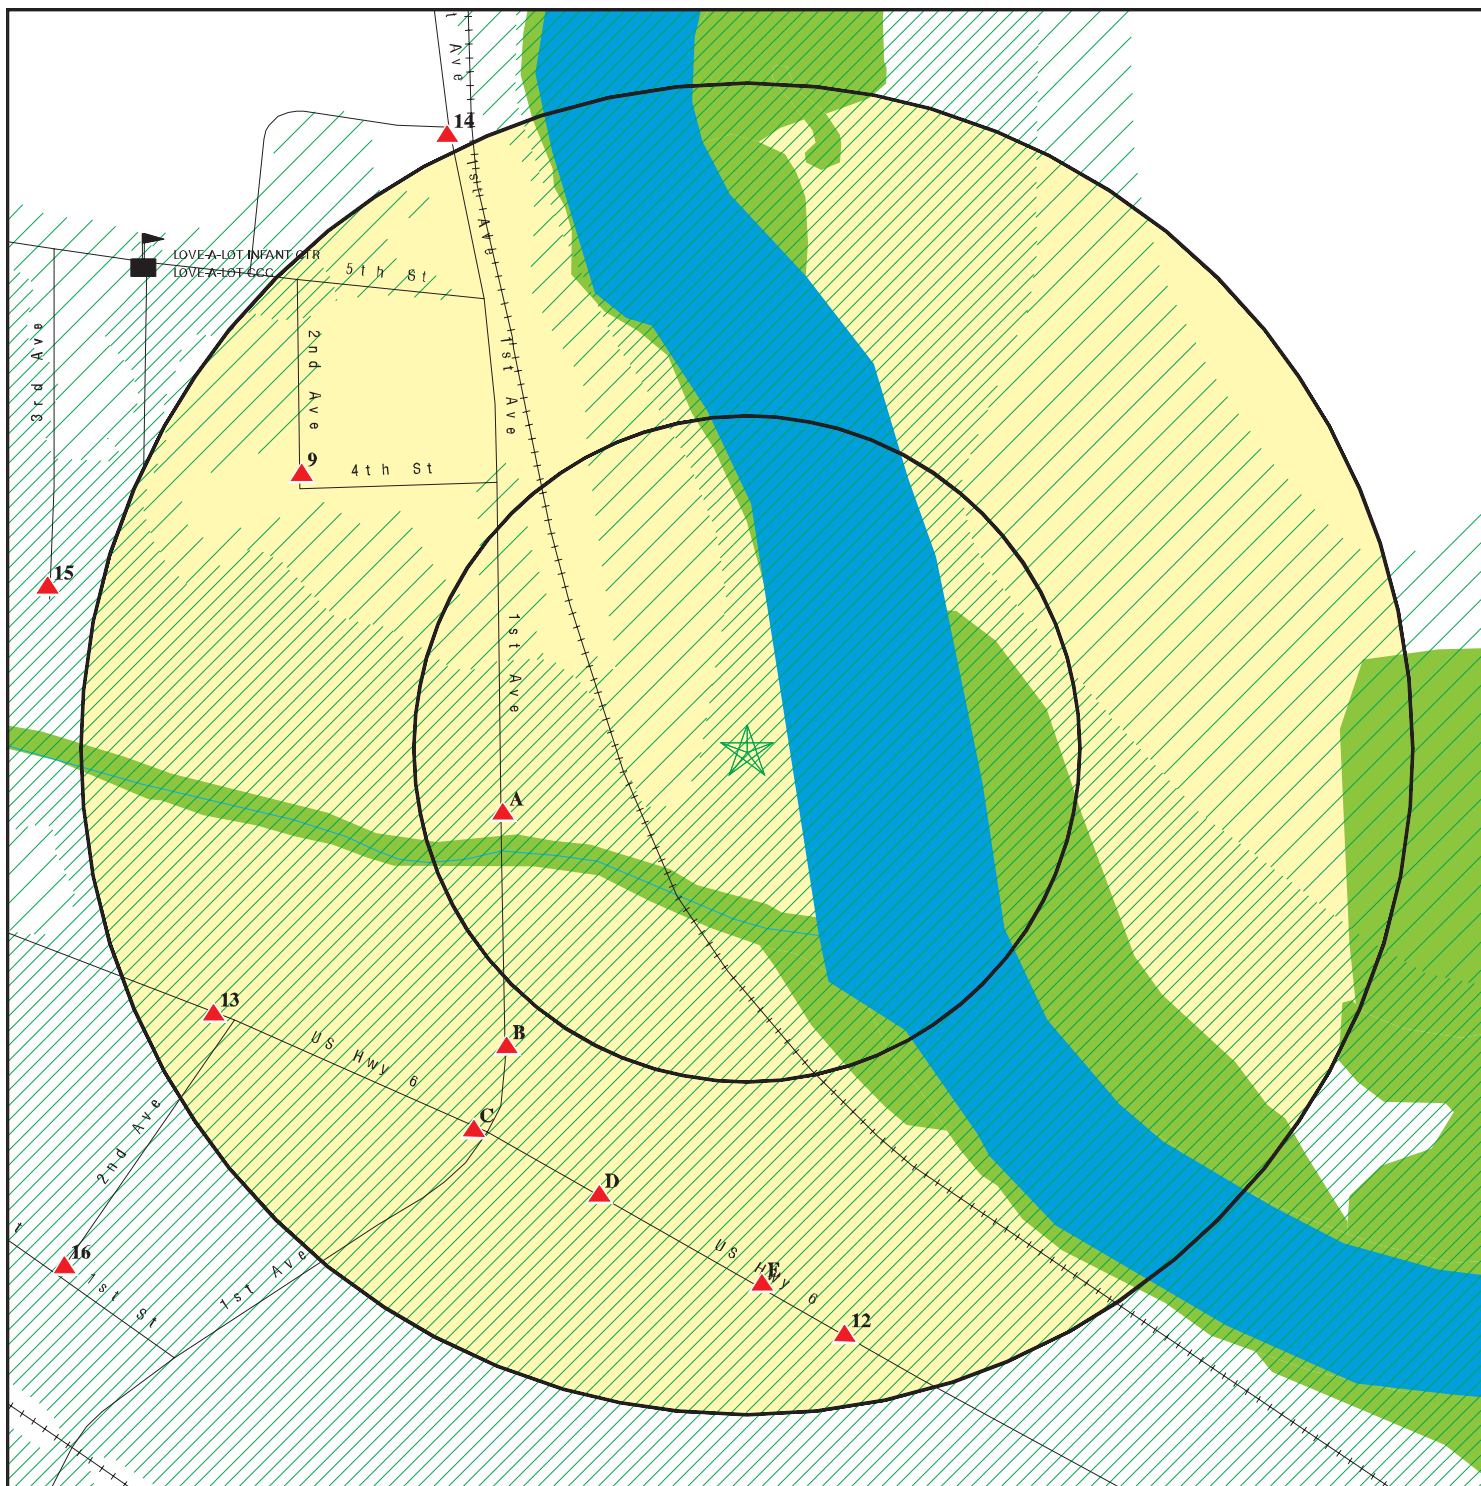 t Ave
14
1st Ave
LOVE-A-LOT INFANT CTR
LOVE-A-LOT CCC
5th St
3rd Ave
2nd Ave
1st Ave
9
4th St
15
1st Ave
A
13
B
US Hwy 6
C
2nd Ave
D
t
16
1st St
1st Ave
US Hwy 6
E
12